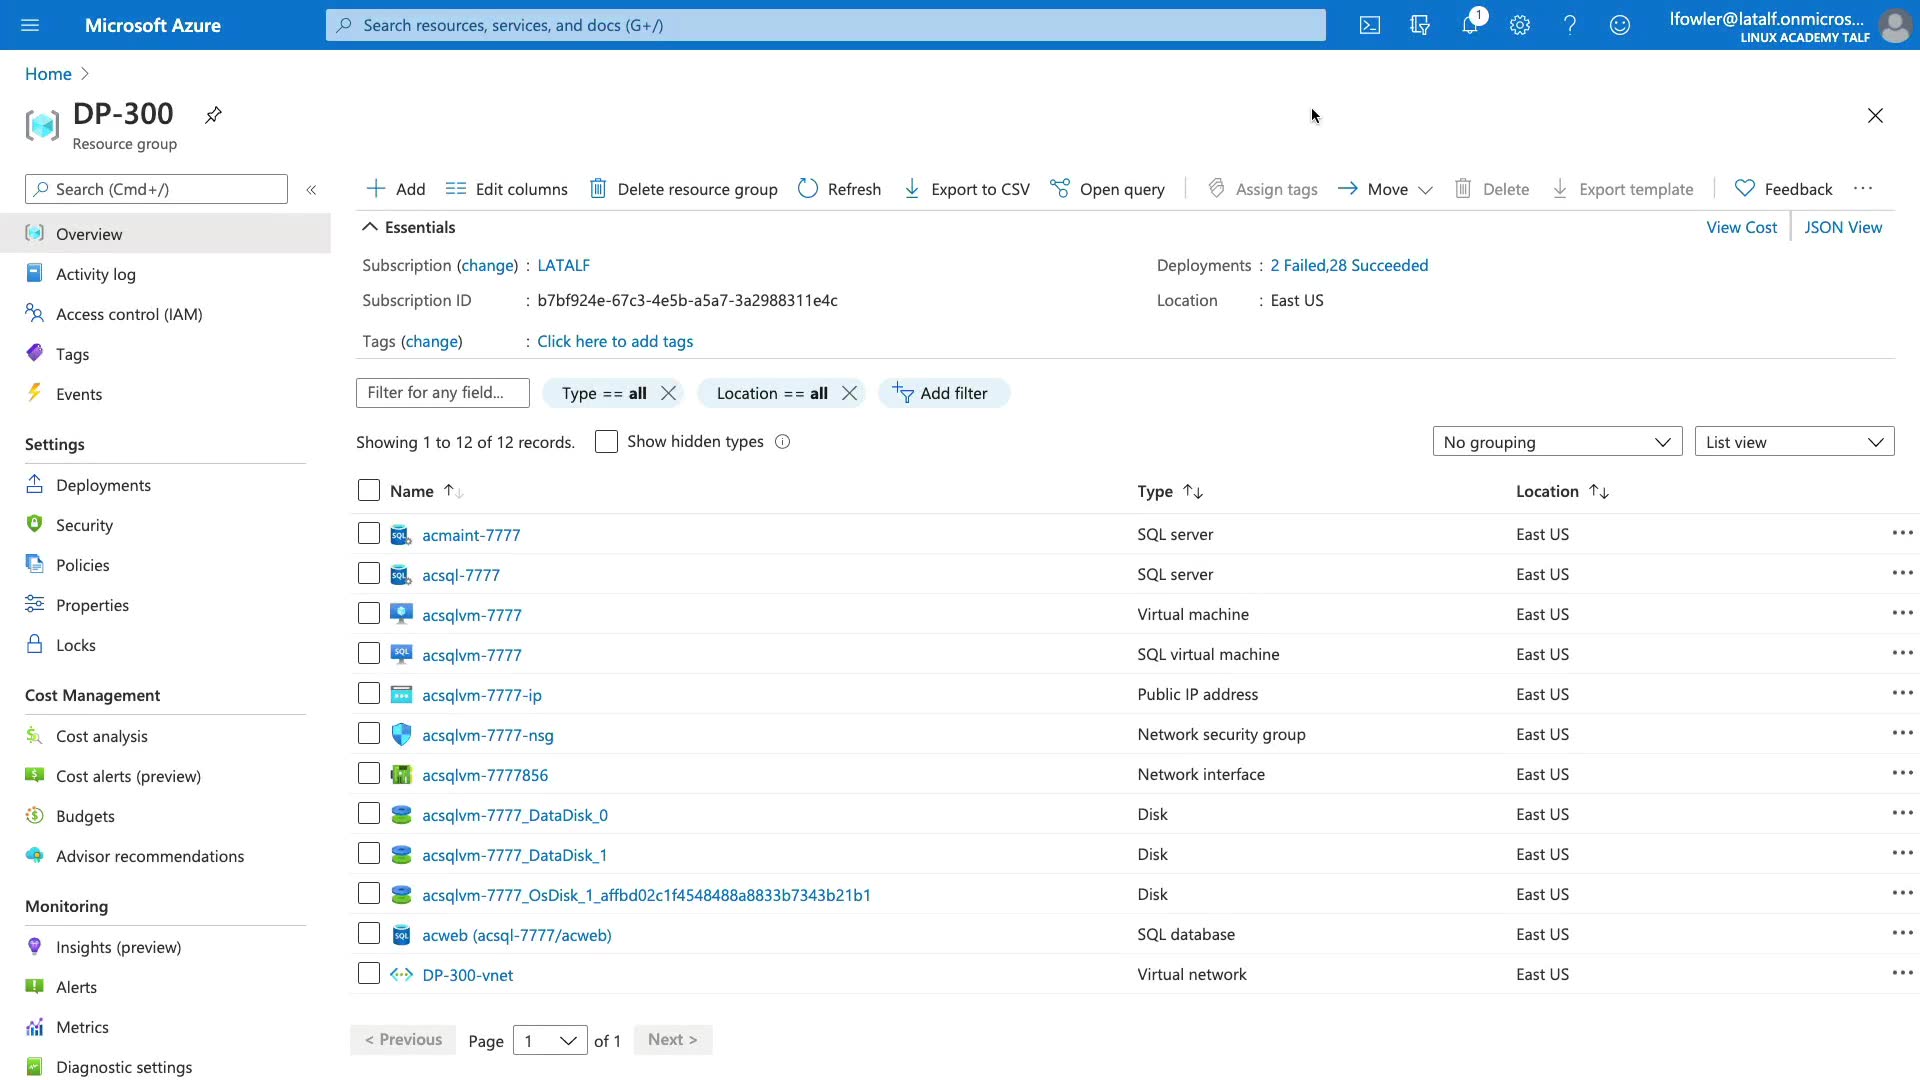 Microsoft Azure
Search resources, services, and docs (G+/)
1
lfowler@latalf.onmicros...
LINUX ACADEMY TALF
Home
DP-300
Resource group
Search (Cmd+/)
«
Add
Edit columns
Delete resource group
Refresh
Export to CSV
Open query
Assign tags
Move
Delete
Export template
Feedback
Overview
Activity log
Access control (IAM)
Tags
Events
Settings
Deployments
Security
Policies
Properties
Locks
Cost Management
Cost analysis
Cost alerts (preview)
Budgets
Advisor recommendations
Monitoring
Insights (preview)
Alerts
Metrics
Diagnostic settings
Essentials
View Cost
JSON View
Subscription (change) : LATALF
Deployments : 2 Failed,28 Succeeded
Subscription ID : b7bf924e-67c3-4e5b-a5a7-3a2988311e4c
Location : East US
Tags (change) : Click here to add tags
Filter for any field...
Type == all
Location == all
Add filter
Showing 1 to 12 of 12 records.
Show hidden types
No grouping
List view
Name Type Location
acmaint-7777 SQL server East US
acsql-7777 SQL server East US
acsqlvm-7777 Virtual machine East US
acsqlvm-7777 SQL virtual machine East US
acsqlvm-7777-ip Public IP address East US
acsqlvm-7777-nsg Network security group East US
acsqlvm-7777856 Network interface East US
acsqlvm-7777_DataDisk_0 Disk East US
acsqlvm-7777_DataDisk_1 Disk East US
acsqlvm-7777_OsDisk_1_affbd02c1f4548488a8833b7343b21b1 Disk East US
acweb (acsql-7777/acweb) SQL database East US
DP-300-vnet Virtual network East US
< Previous Page 1 of 1 Next >